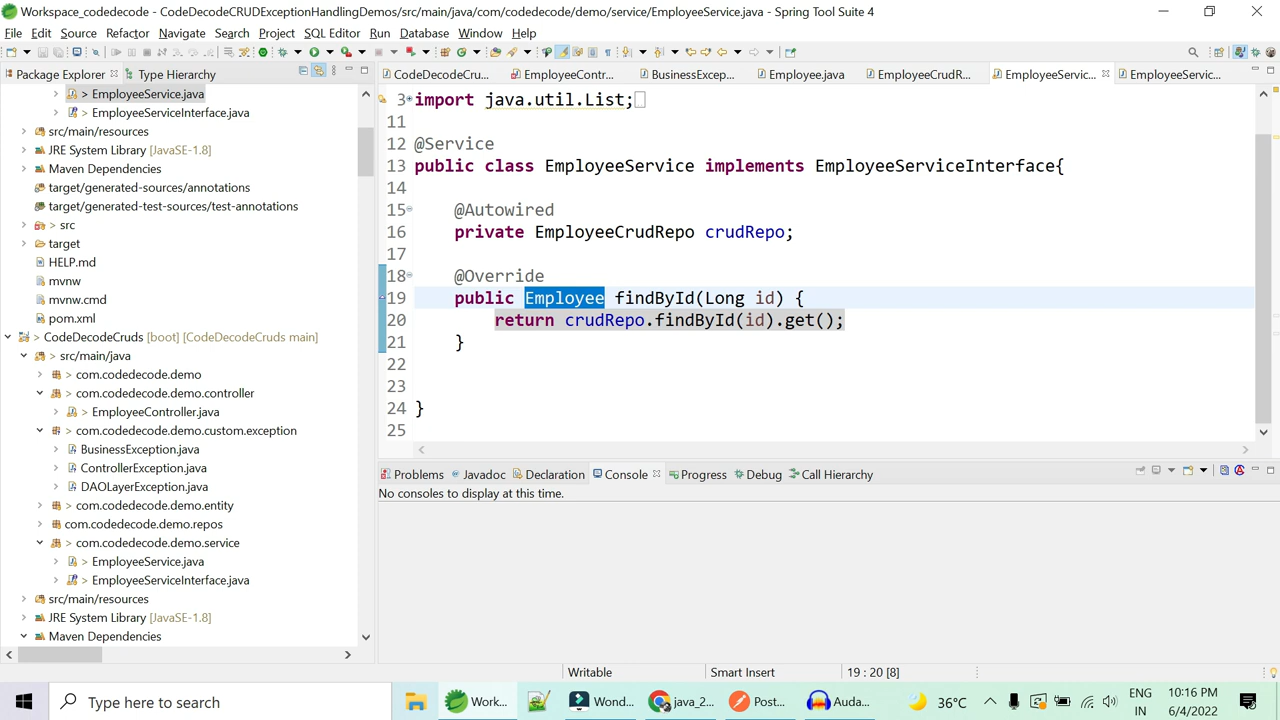 Workspace_codedecode - CodeDecodeCRUDExceptionHandlingDemos/src/main/java/com/codedecode/demo/service/EmployeeService.java - Spring Tool Suite 4
File Edit Source Refactor Navigate Search Project SQL Editor Run Database Window Help
Package Explorer Type Hierarchy
> EmployeeService.java
> EmployeeServiceInterface.java
src/main/resources
JRE System Library [JavaSE-1.8]
Maven Dependencies
target/generated-sources/annotations
target/generated-test-sources/test-annotations
> src
target
HELP.md
mvnw
mvnw.cmd
pom.xml
> CodeDecodeCruds [boot] [CodeDecodeCruds main]
> src/main/java
> com.codedecode.demo
> com.codedecode.demo.controller
> EmployeeController.java
> com.codedecode.demo.custom.exception
BusinessException.java
ControllerException.java
DAOLayerException.java
> com.codedecode.demo.entity
com.codedecode.demo.repos
> com.codedecode.demo.service
> EmployeeService.java
> EmployeeServiceInterface.java
src/main/resources
JRE System Library [JavaSE-1.8]
Maven Dependencies
CodeDecodeCru... EmployeeContr... BusinessExcep... Employee.java EmployeeCrudR... EmployeeServic... EmployeeServic...
3 import java.util.List;
11
12 @Service
13 public class EmployeeService implements EmployeeServiceInterface{
14
15 @Autowired
16 private EmployeeCrudRepo crudRepo;
17
18 @Override
19 public Employee findById(Long id) {
20 return crudRepo.findById(id).get();
21 }
22
23
24 }
25
Problems Javadoc Declaration Console Progress Debug Call Hierarchy
No consoles to display at this time.
Writable Smart Insert 19 : 20 [8]
Type here to search
Work... Wond... java_2... Post... Auda... 36°C ENG IN 10:16 PM 6/4/2022